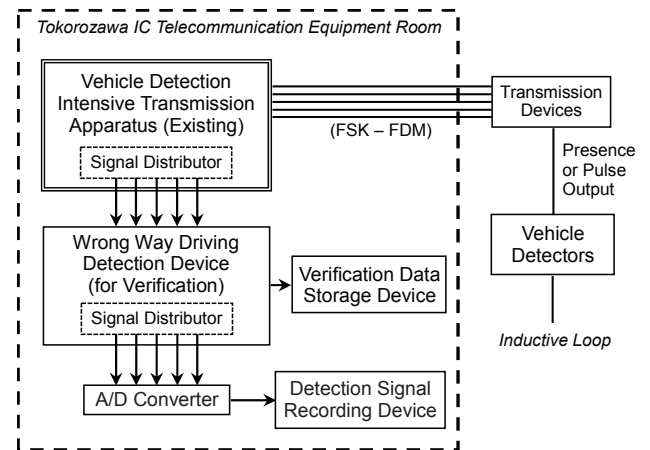 Tokorozawa IC Telecommunication Equipment Room
Vehicle Detection
Intensive Transmission
Apparatus (Existing)
Signal Distributor
(FSK – FDM)
Transmission
Devices
Presence
or Pulse
Output
Vehicle
Detectors
Inductive Loop
Wrong Way Driving
Detection Device
(for Verification)
Signal Distributor
Verification Data
Storage Device
A/D Converter
Detection Signal
Recording Device